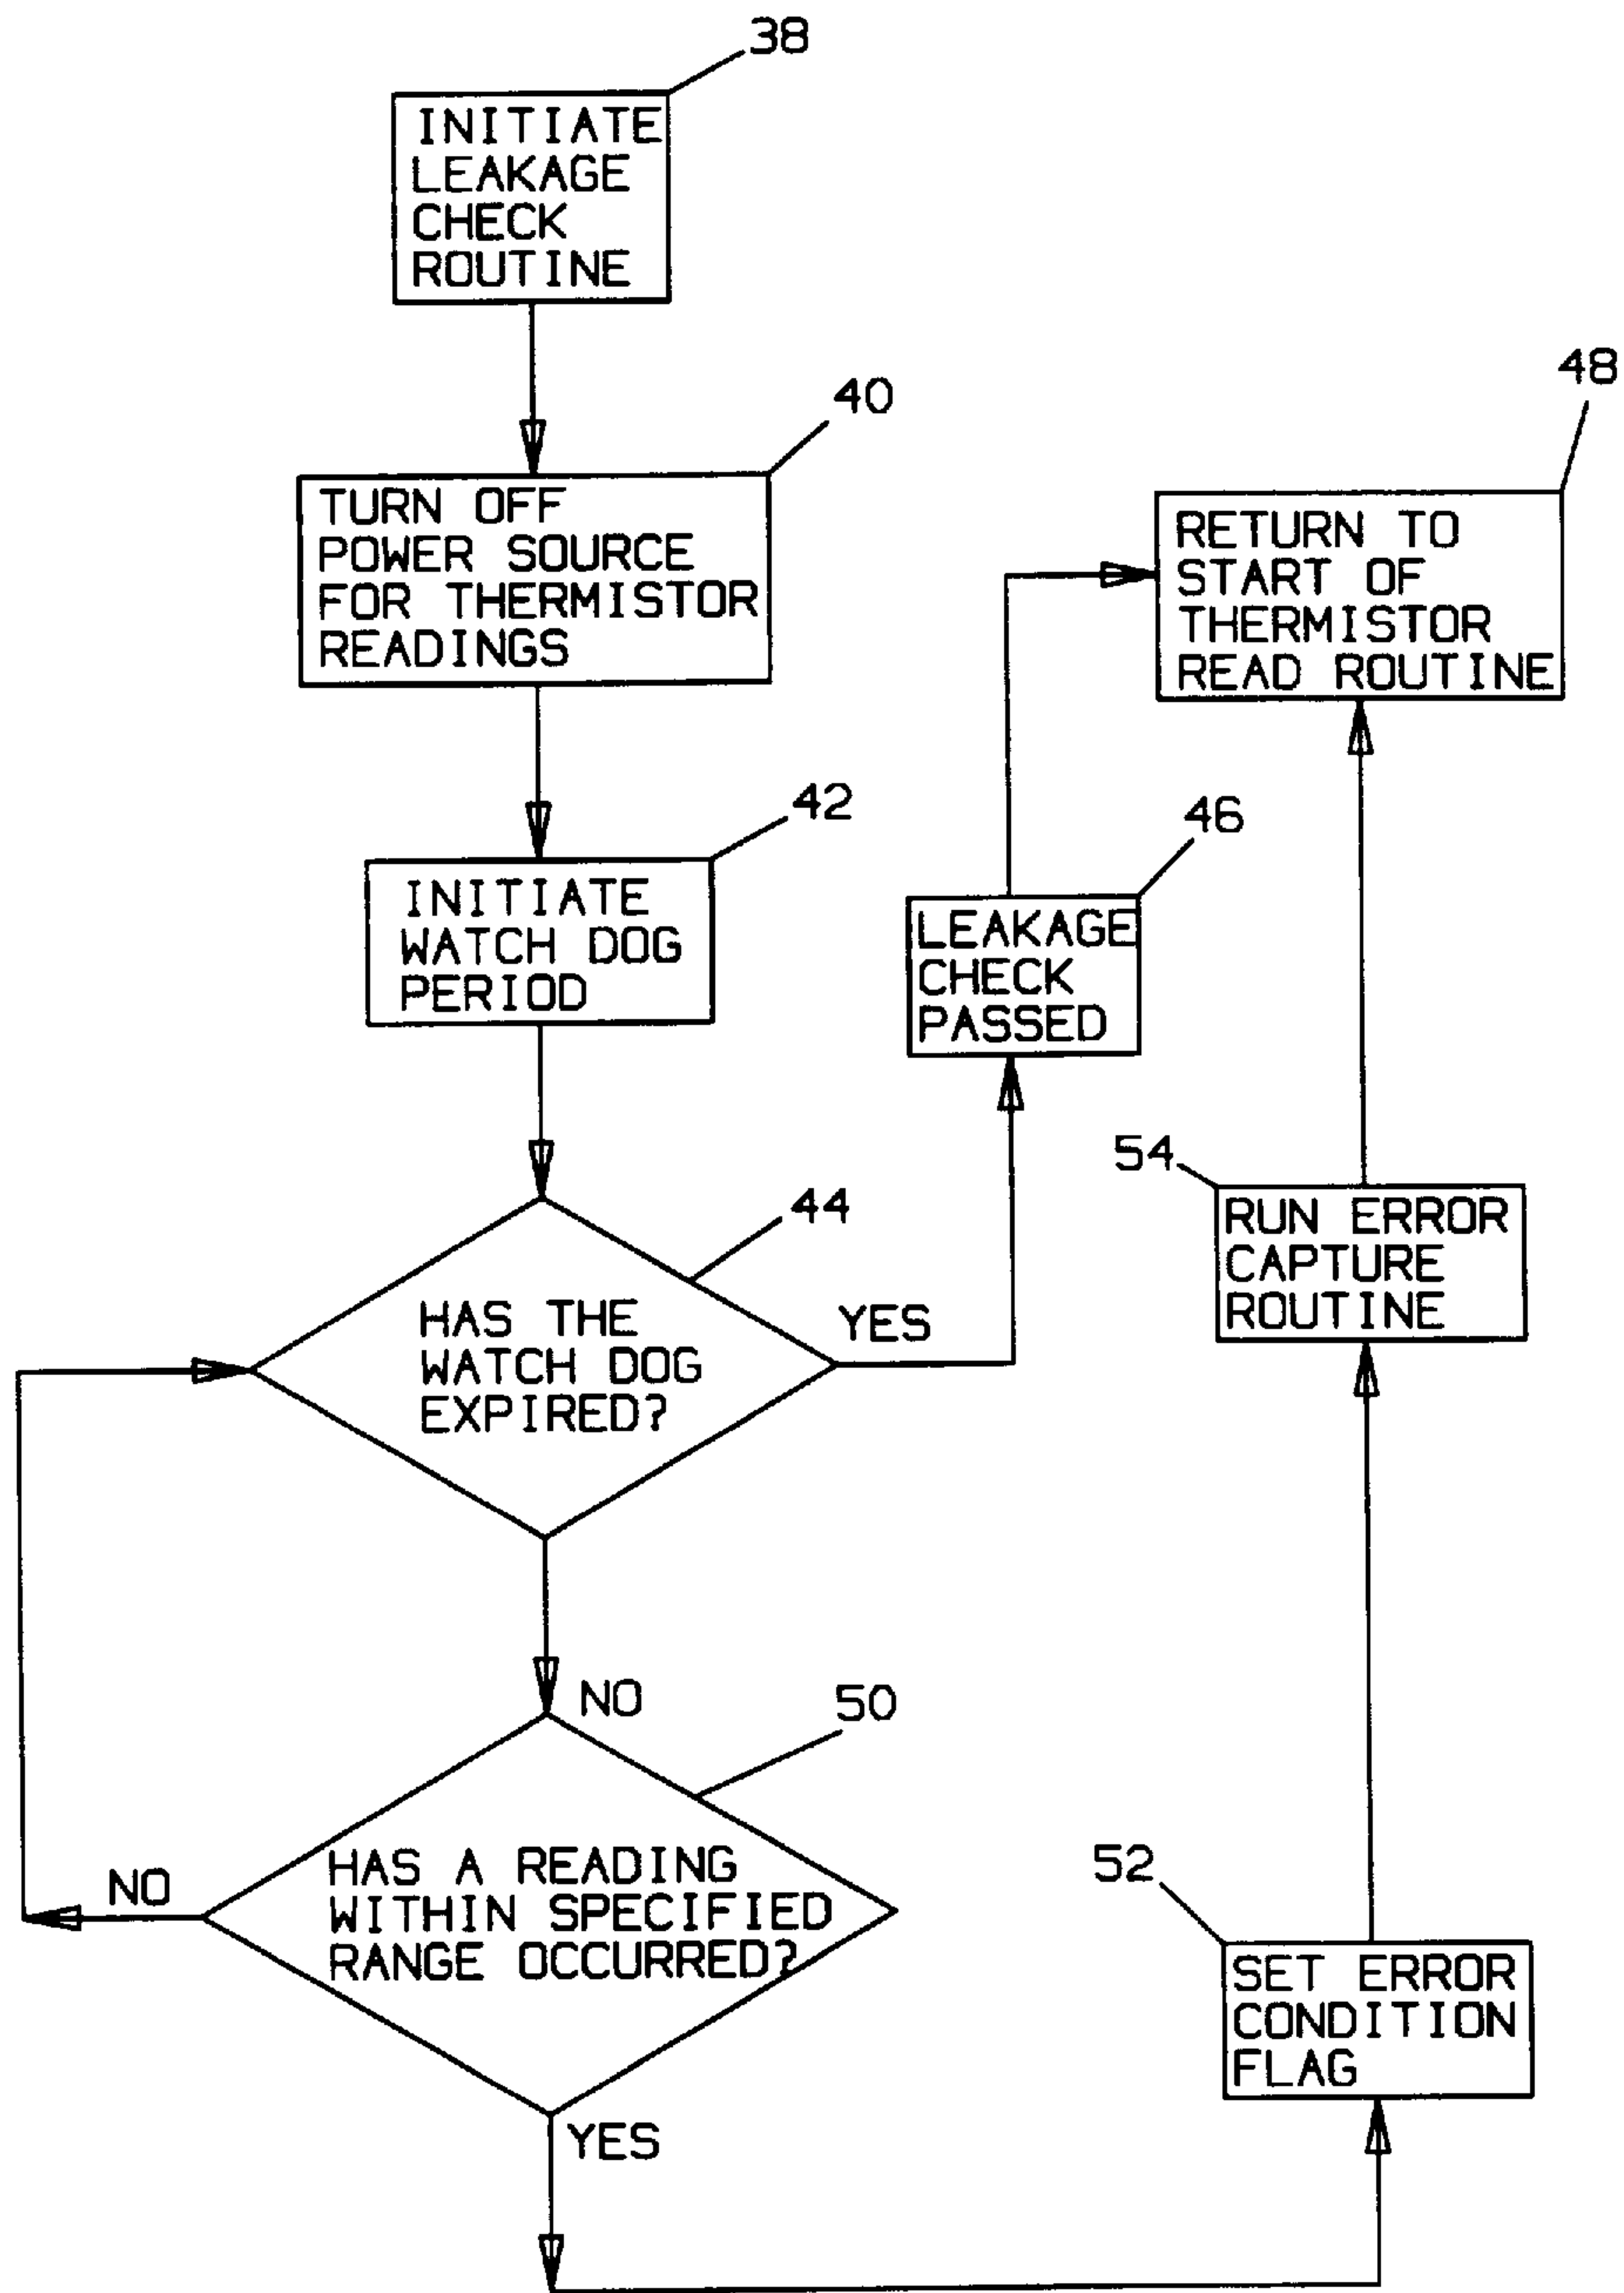 38
INITIATE
LEAKAGE
CHECK
ROUTINE
40
TURN OFF
POWER SOURCE
FOR THERMISTOR
READINGS
48
RETURN TO
START OF
THERMISTOR
READ ROUTINE
42
INITIATE
WATCH DOG
PERIOD
46
LEAKAGE
CHECK
PASSED
44
HAS THE
WATCH DOG
EXPIRED?
YES
54
RUN ERROR
CAPTURE
ROUTINE
NO
50
HAS A READING
WITHIN SPECIFIED
RANGE OCCURRED?
NO
YES
52
SET ERROR
CONDITION
FLAG